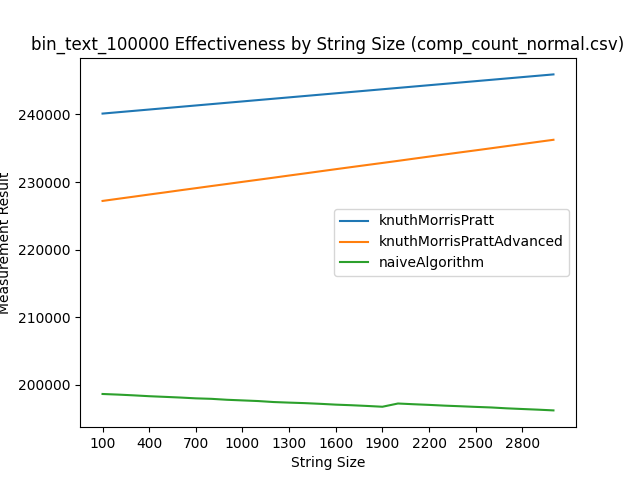 bin_text_100000 Effectiveness by String Size (comp_count_normal.csv)
Measurement Result
240000
230000
220000
210000
200000
knuthMorrisPratt
knuthMorrisPrattAdvanced
naiveAlgorithm
100 400 700 1000 1300 1600 1900 2200 2500 2800
String Size